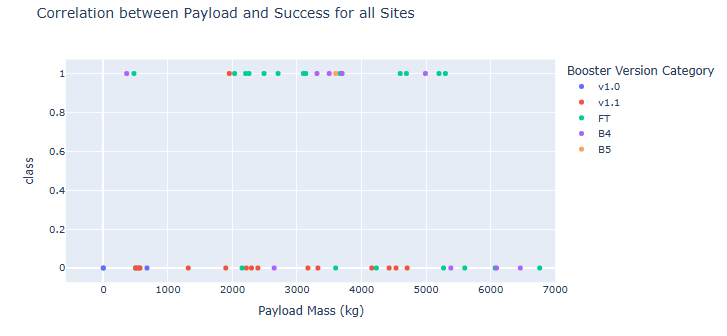 Correlation between Payload and Success for all Sites
Booster Version Category
v1.0
v1.1
FT
B4
B5
class
1
0.8
0.6
0.4
0.2
0
0 1000 2000 3000 4000 5000 6000 7000
Payload Mass (kg)